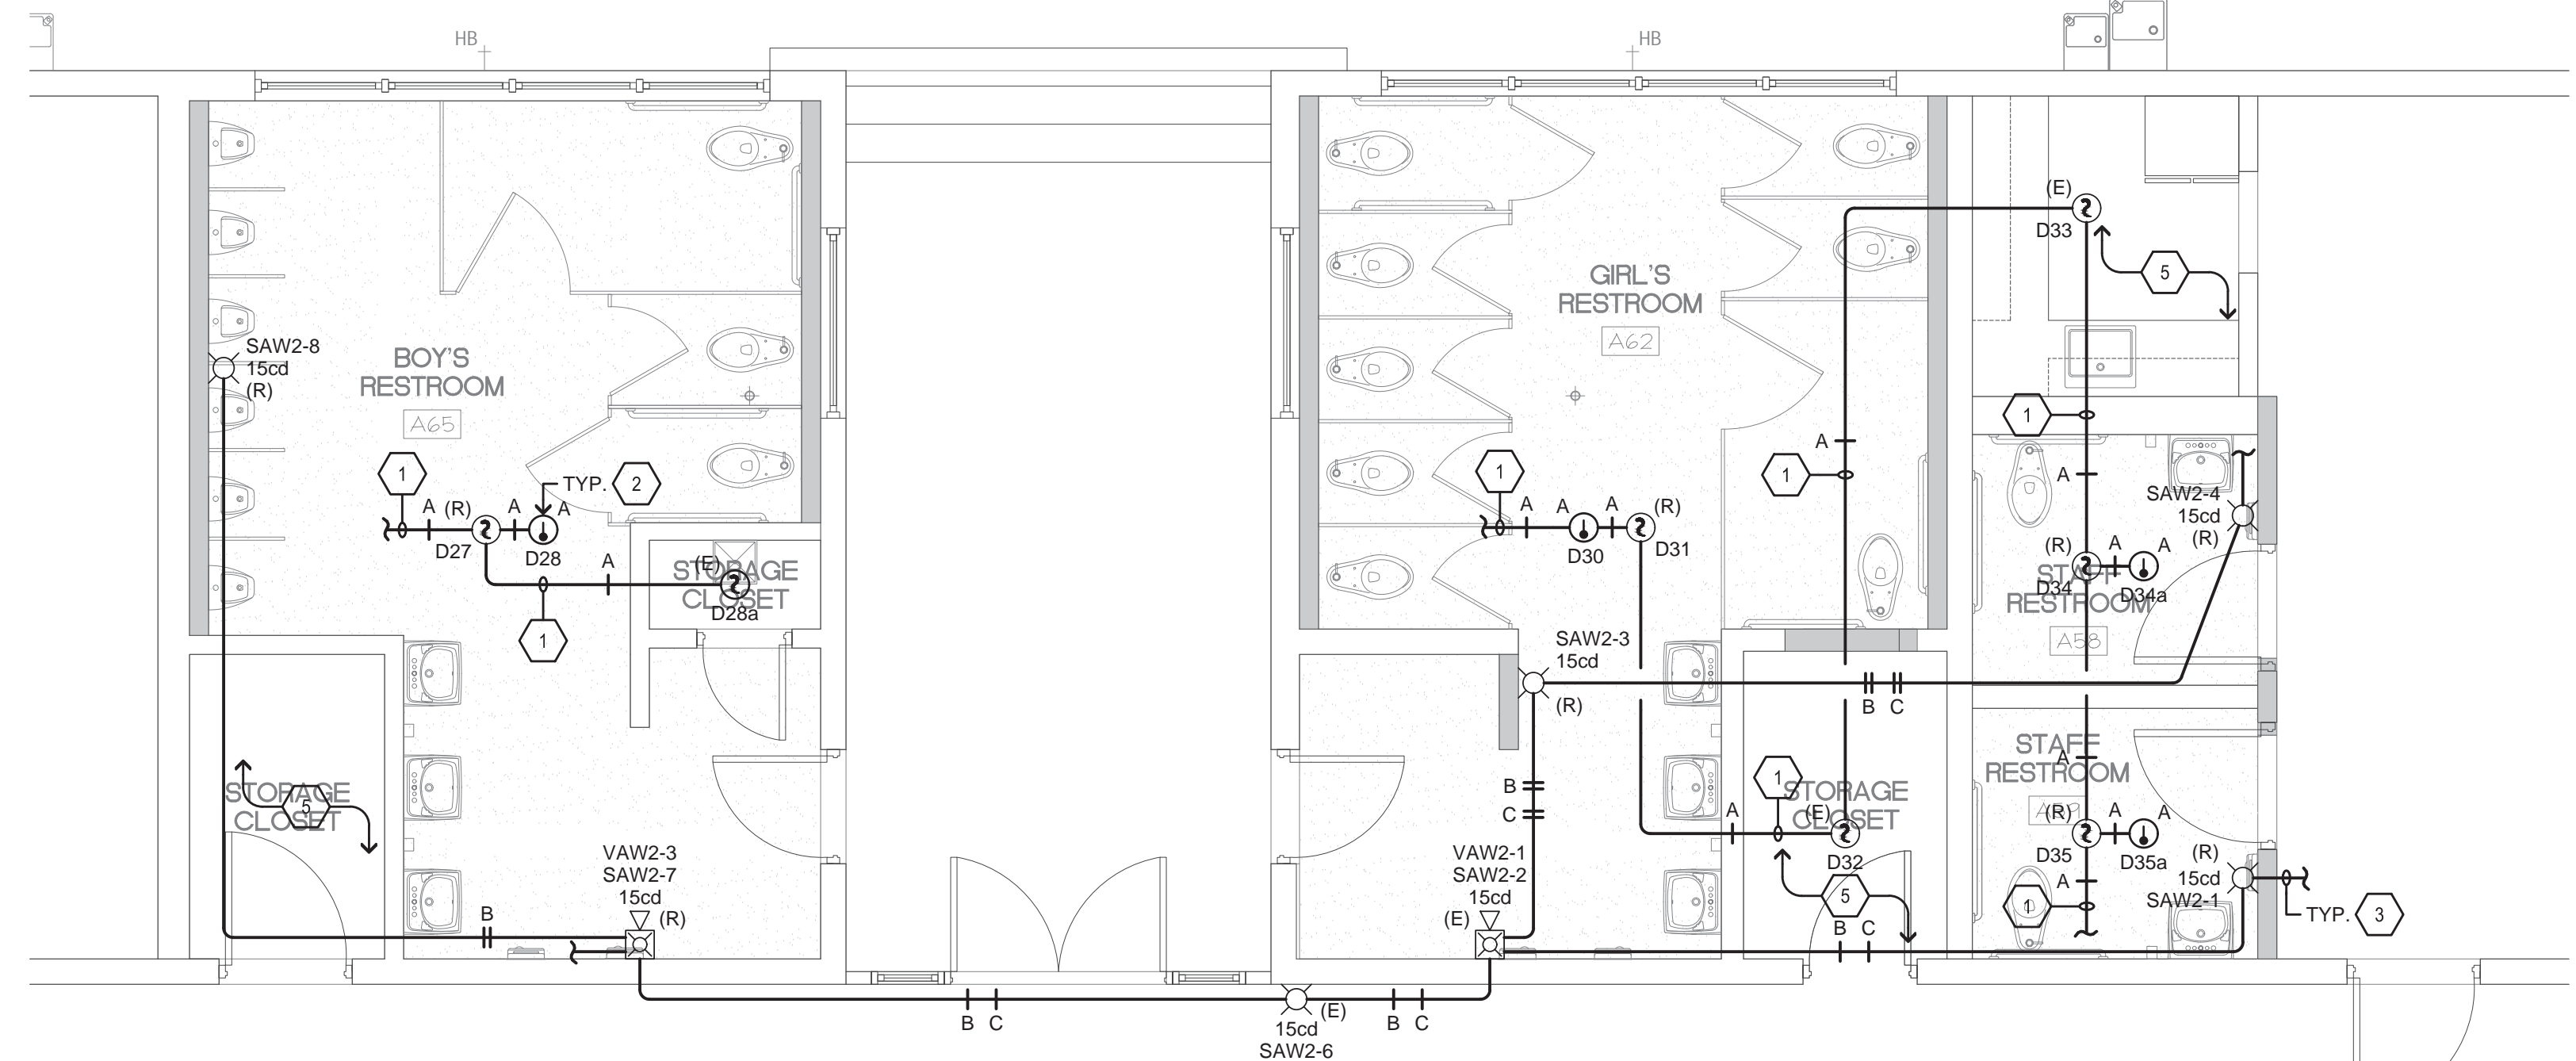 HB
HB
(E)
D33
5
GIRL'S
RESTROOM
A62
SAW2-8
15cd
(R)
BOY'S
RESTROOM
A65
1
A
1
A
1
TYP.
2
A
(R)
A
A
D27
D28
1
A
A
A
(R)
D30
D31
SAW2-4
15cd
(R)
(R)
A
A
D34
D34a
STAFF
RESTROOM
A58
A
(E)
STORAGE
CLOSET
D28a
1
SAW2-3
15cd
(R)
B
C
STAFF
RESTROOM
A
STORAGE
CLOSET
5
B
C
1
STORAGE
CLOSET
A
(E)
D32
(R)
A
A
D35
D35a
A
1
(R)
15cd
SAW2-1
VAW2-3
SAW2-7
15cd
(R)
VAW2-1
SAW2-2
15cd
(E)
5
TYP.
3
B
B
C
B
C
(E)
15cd
SAW2-6
B
C